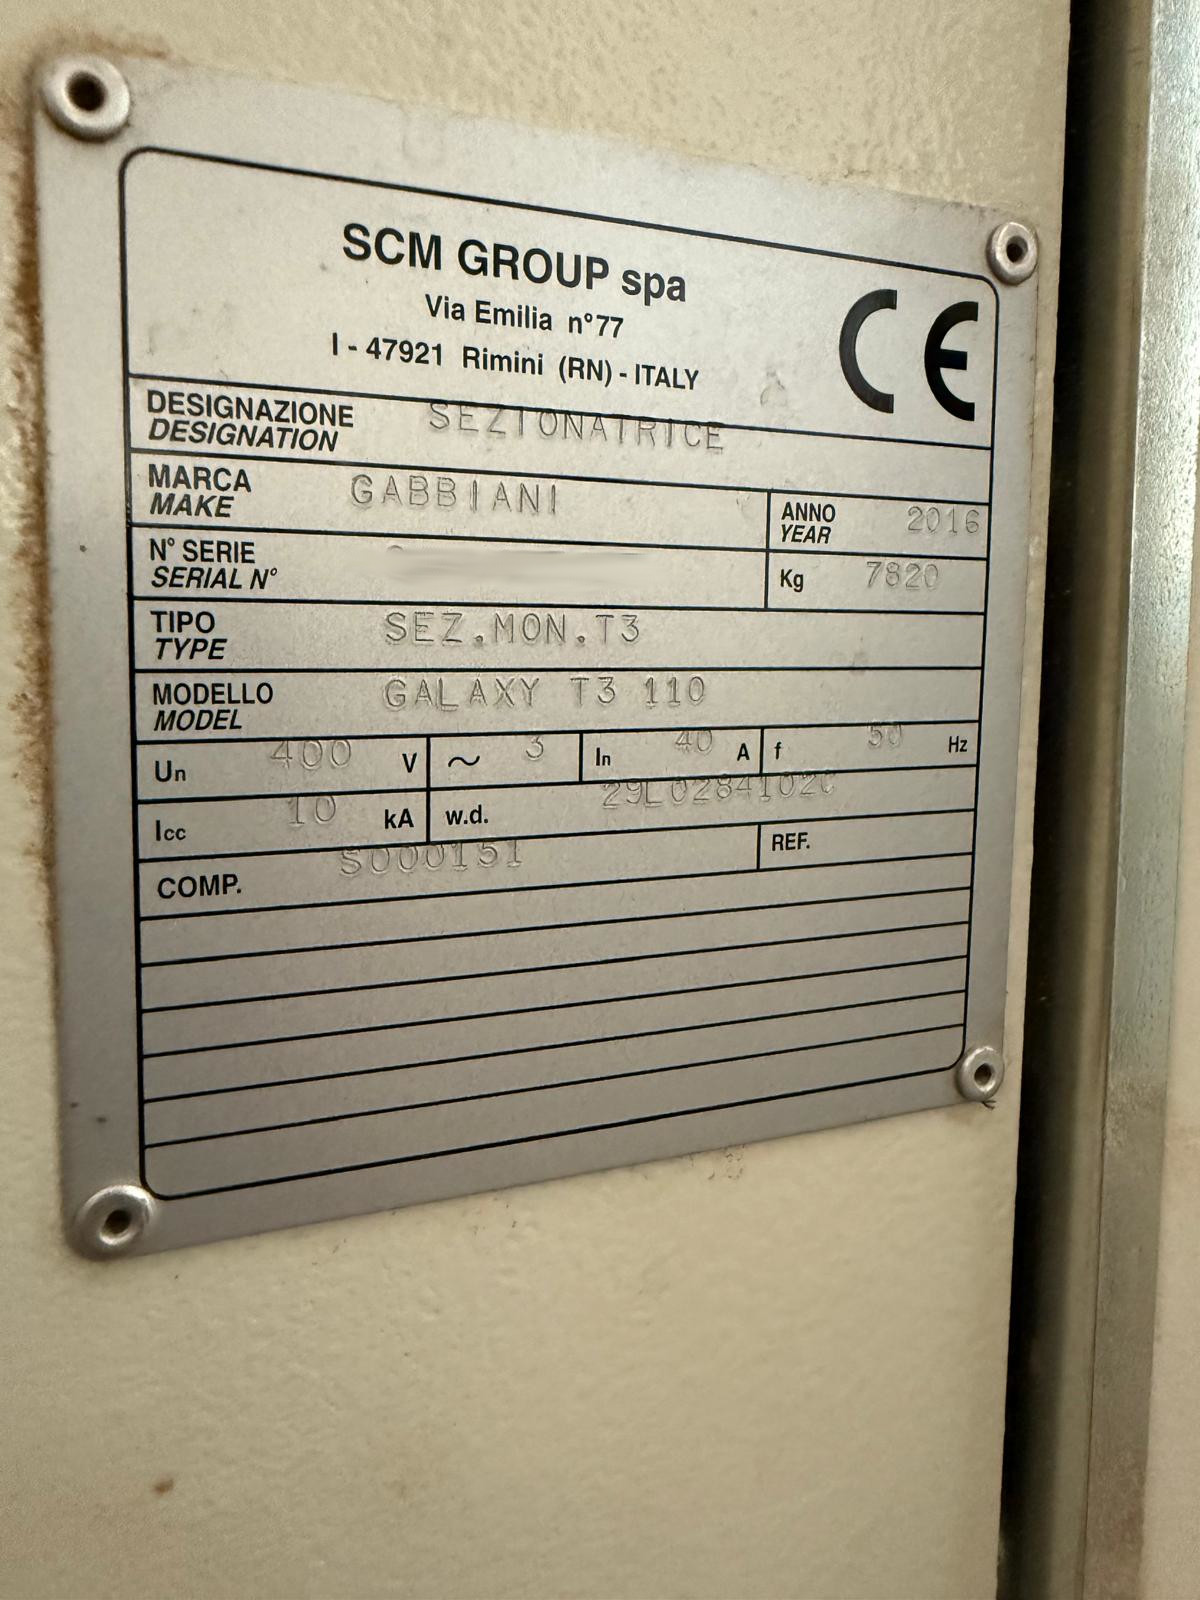 SCM GROUP spa
Via Emilia n°77
I - 47921 Rimini (RN) - ITALY
CE
DESIGNAZIONE SEZIONATRICE
DESIGNATION
MARCA GABBIANI ANNO 2016
MAKE YEAR
N° SERIE Kg 7820
SERIAL N°
TIPO SEZ.MON.T3
TYPE
MODELLO GALAXY T3 110
MODEL
Un 400 V ~ 3 In 40 A f 50 Hz
Icc 10 kA w.d. 29L0284102C
COMP. S000151 REF.